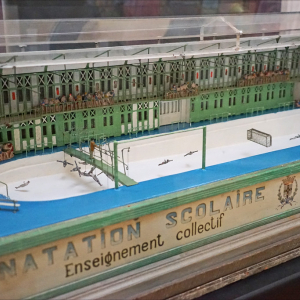 NATATION SCOLAIRE
Enseignement collectif